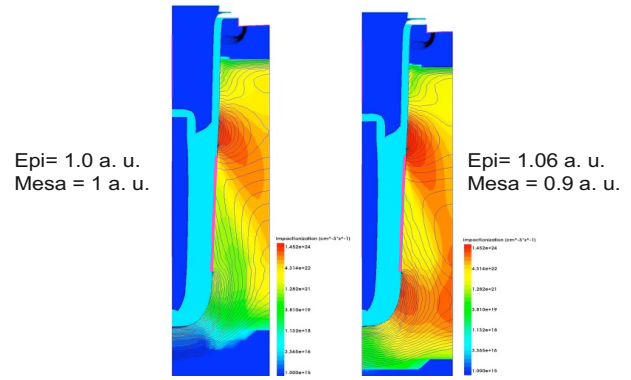 Epi= 1.0 a. u.
Mesa = 1 a. u.
Epi= 1.06 a. u.
Mesa = 0.9 a. u.
ImpactIonization (cm^-3*s^-1)
1.452e+24
4.314e+22
1.282e+21
3.810e+19
1.132e+18
3.365e+16
1.000e+15
ImpactIonization (cm^-3*s^-1)
1.452e+24
4.314e+22
1.282e+21
3.810e+19
1.132e+18
3.365e+16
1.000e+15